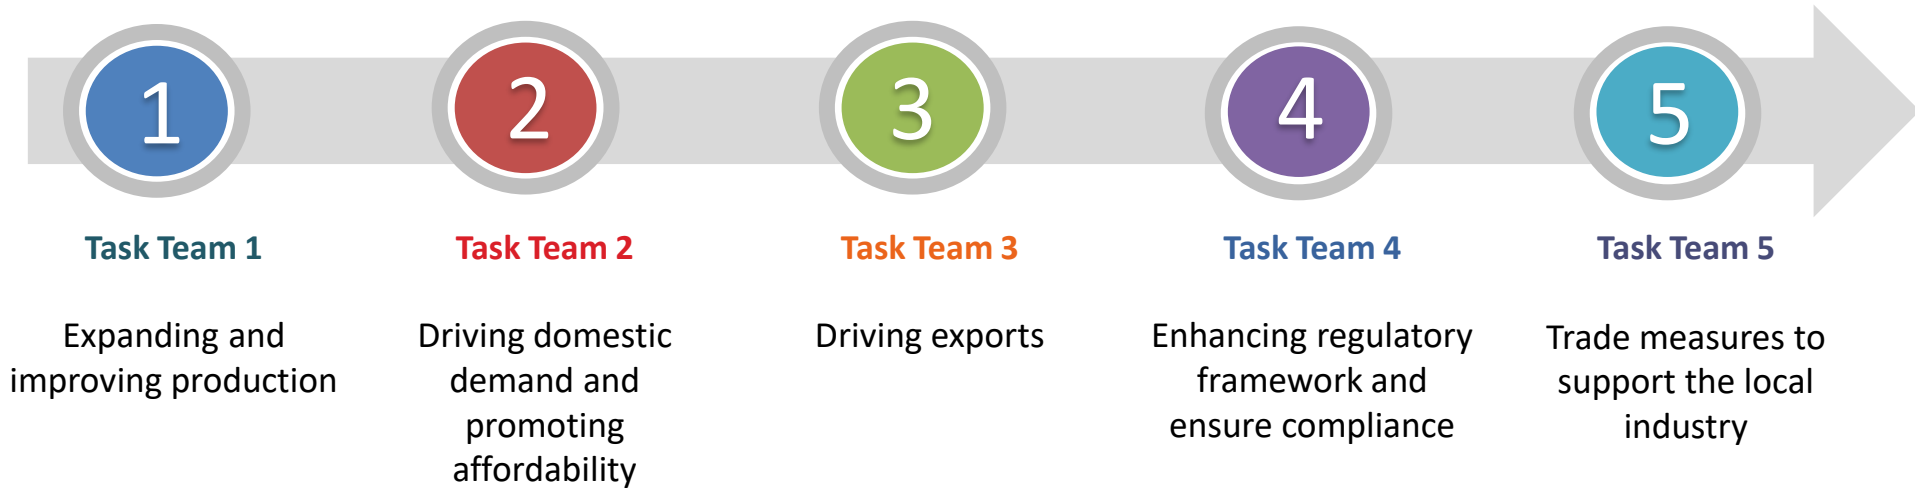 1
2
3
4
5
Task Team 1
Expanding and
improving production
Task Team 2
Driving domestic
demand and
promoting
affordability
Task Team 3
Driving exports
Task Team 4
Enhancing regulatory
framework and
ensure compliance
Task Team 5
Trade measures to
support the local
industry